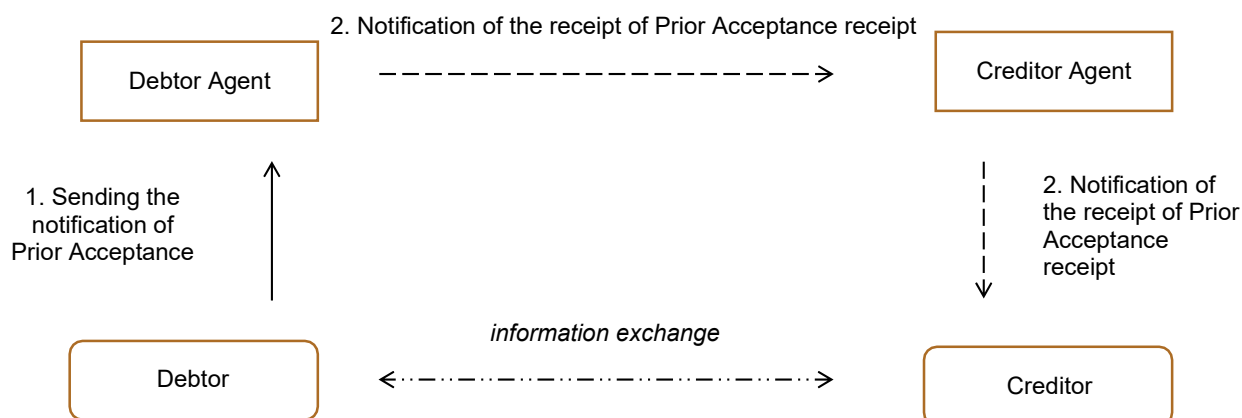 2. Notification of the receipt of Prior Acceptance receipt
Debtor Agent
Creditor Agent
1. Sending the
notification of
Prior Acceptance
2. Notification of
the receipt of Prior
Acceptance
receipt
information exchange
Debtor
Creditor